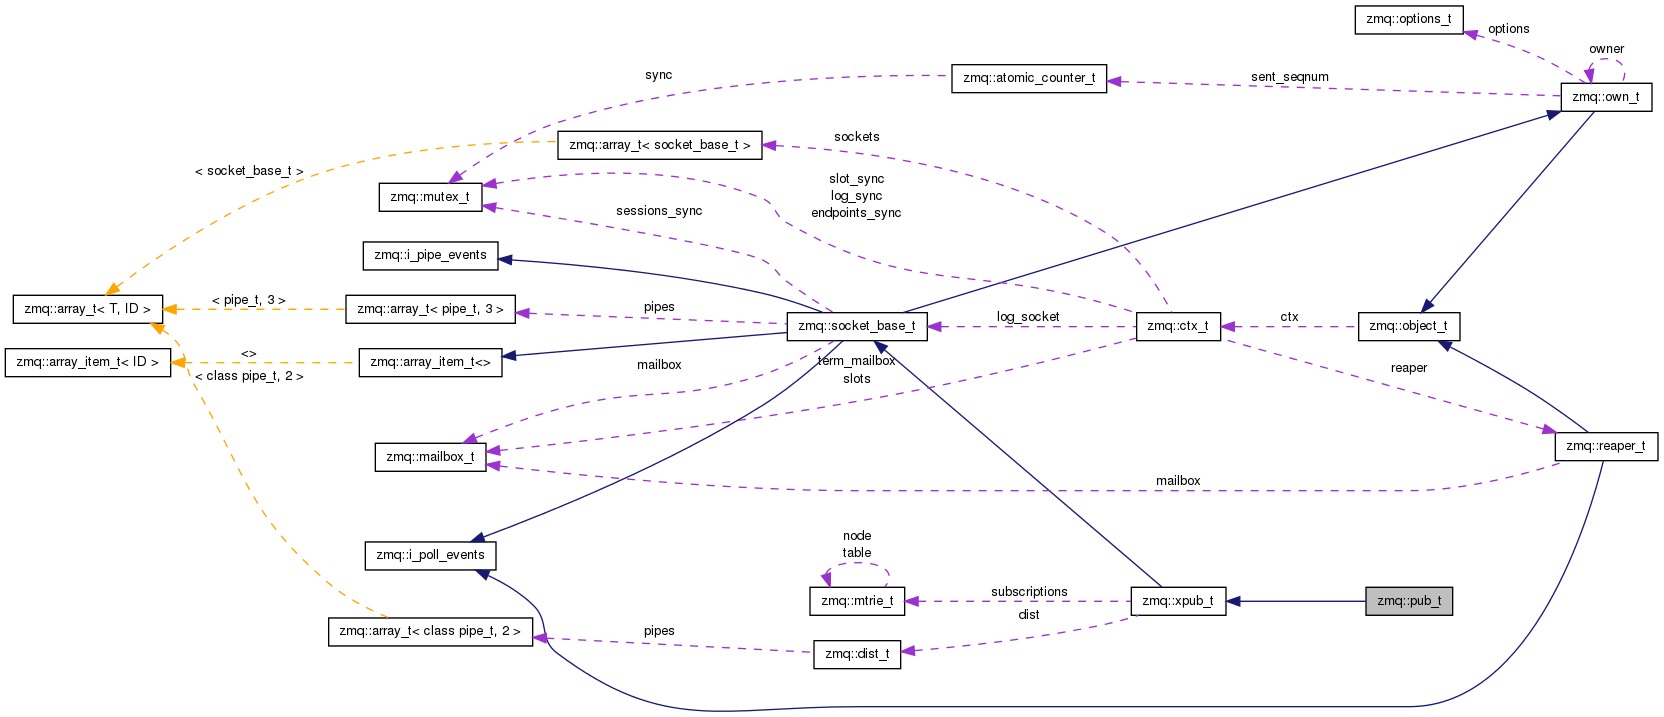 zmq::options_t
options
owner
sync
zmq::atomic_counter_t
sent_seqnum
zmq::own_t
zmq::array_t< socket_base_t >
sockets
< socket_base_t >
zmq::mutex_t
slot_sync
log_sync
endpoints_sync
sessions_sync
zmq::i_pipe_events
zmq::array_t< T, ID >
< pipe_t, 3 >
zmq::array_t< pipe_t, 3 >
pipes
zmq::socket_base_t
log_socket
zmq::ctx_t
ctx
zmq::object_t
zmq::array_item_t< ID >
<>
zmq::array_item_t<>
< class pipe_t, 2 >
mailbox
term_mailbox
slots
reaper
zmq::mailbox_t
zmq::reaper_t
mailbox
zmq::i_poll_events
node
table
zmq::mtrie_t
subscriptions
zmq::xpub_t
zmq::pub_t
dist
zmq::array_t< class pipe_t, 2 >
pipes
zmq::dist_t